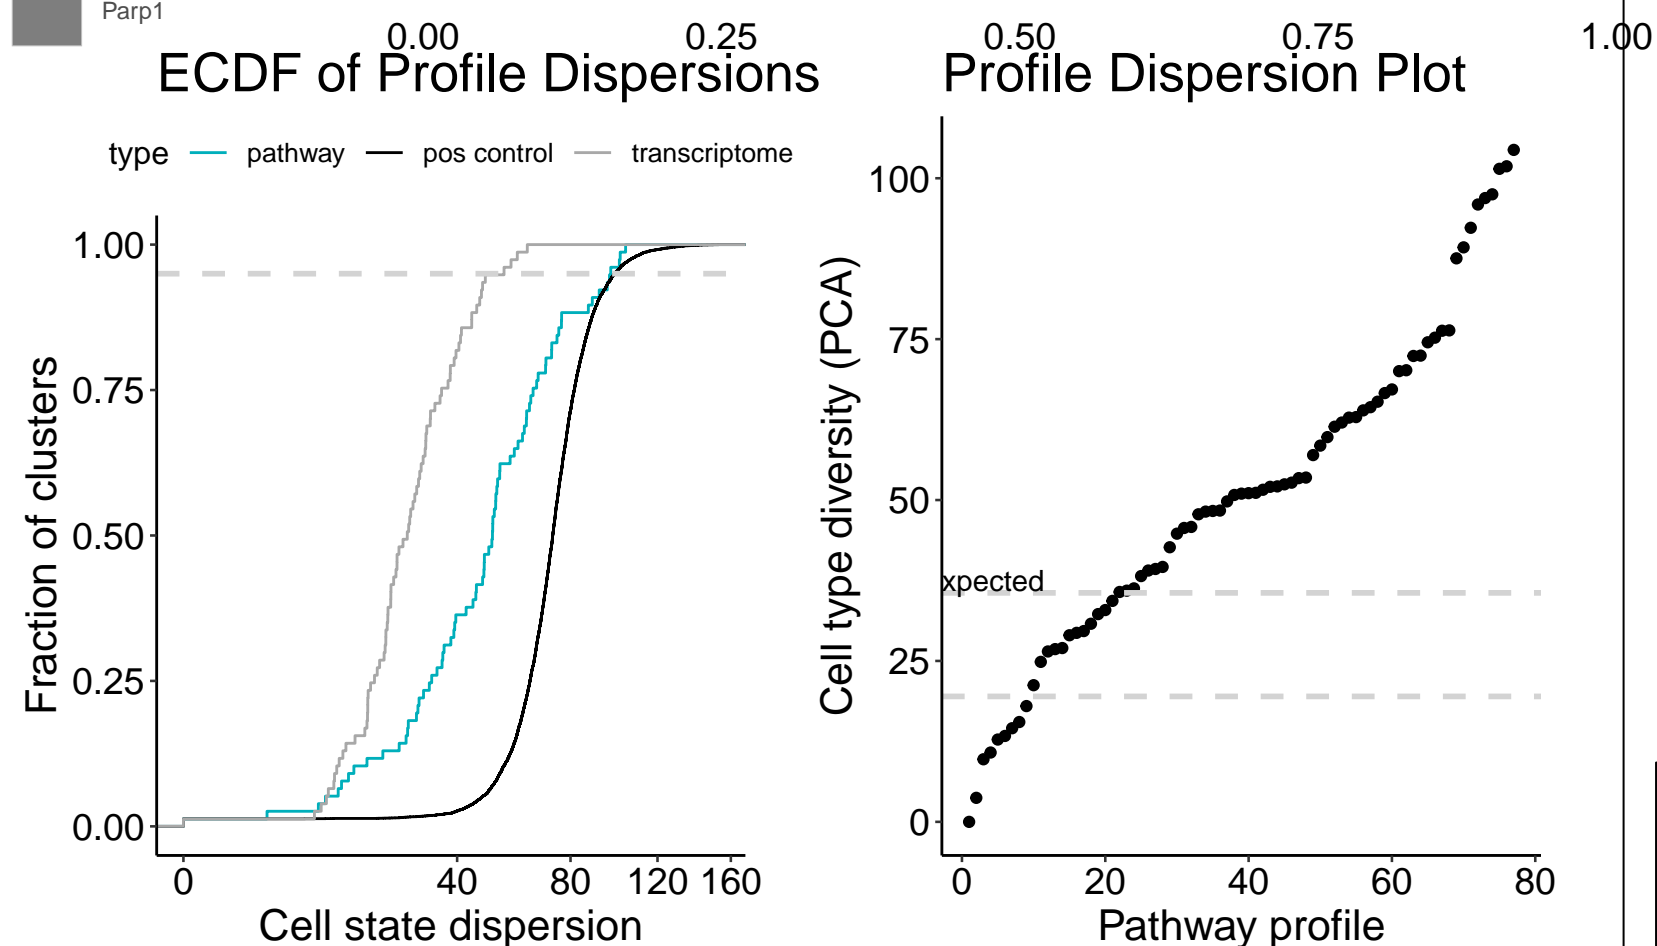 Parp1
0.00 0.25 0.50 0.75 1.00
ECDF of Profile Dispersions
type pathway pos control transcriptome
1.00
0.75
0.50
0.25
0.00
Fraction of clusters
0 40 80 120 160
Cell state dispersion
Profile Dispersion Plot
100
75
50
25
0
Cell type diversity (PCA)
xpected
0 20 40 60 80
Pathway profile